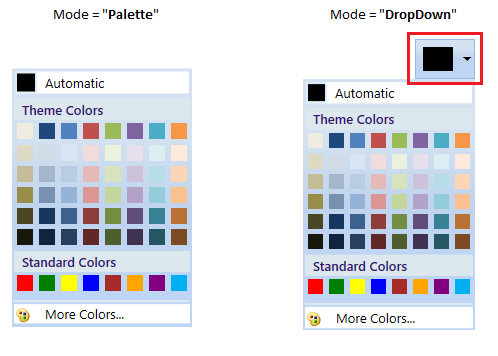 Mode = "Palette"
Automatic
Theme Colors
Standard Colors
More Colors...
Mode = "DropDown"
Automatic
Theme Colors
Standard Colors
More Colors...